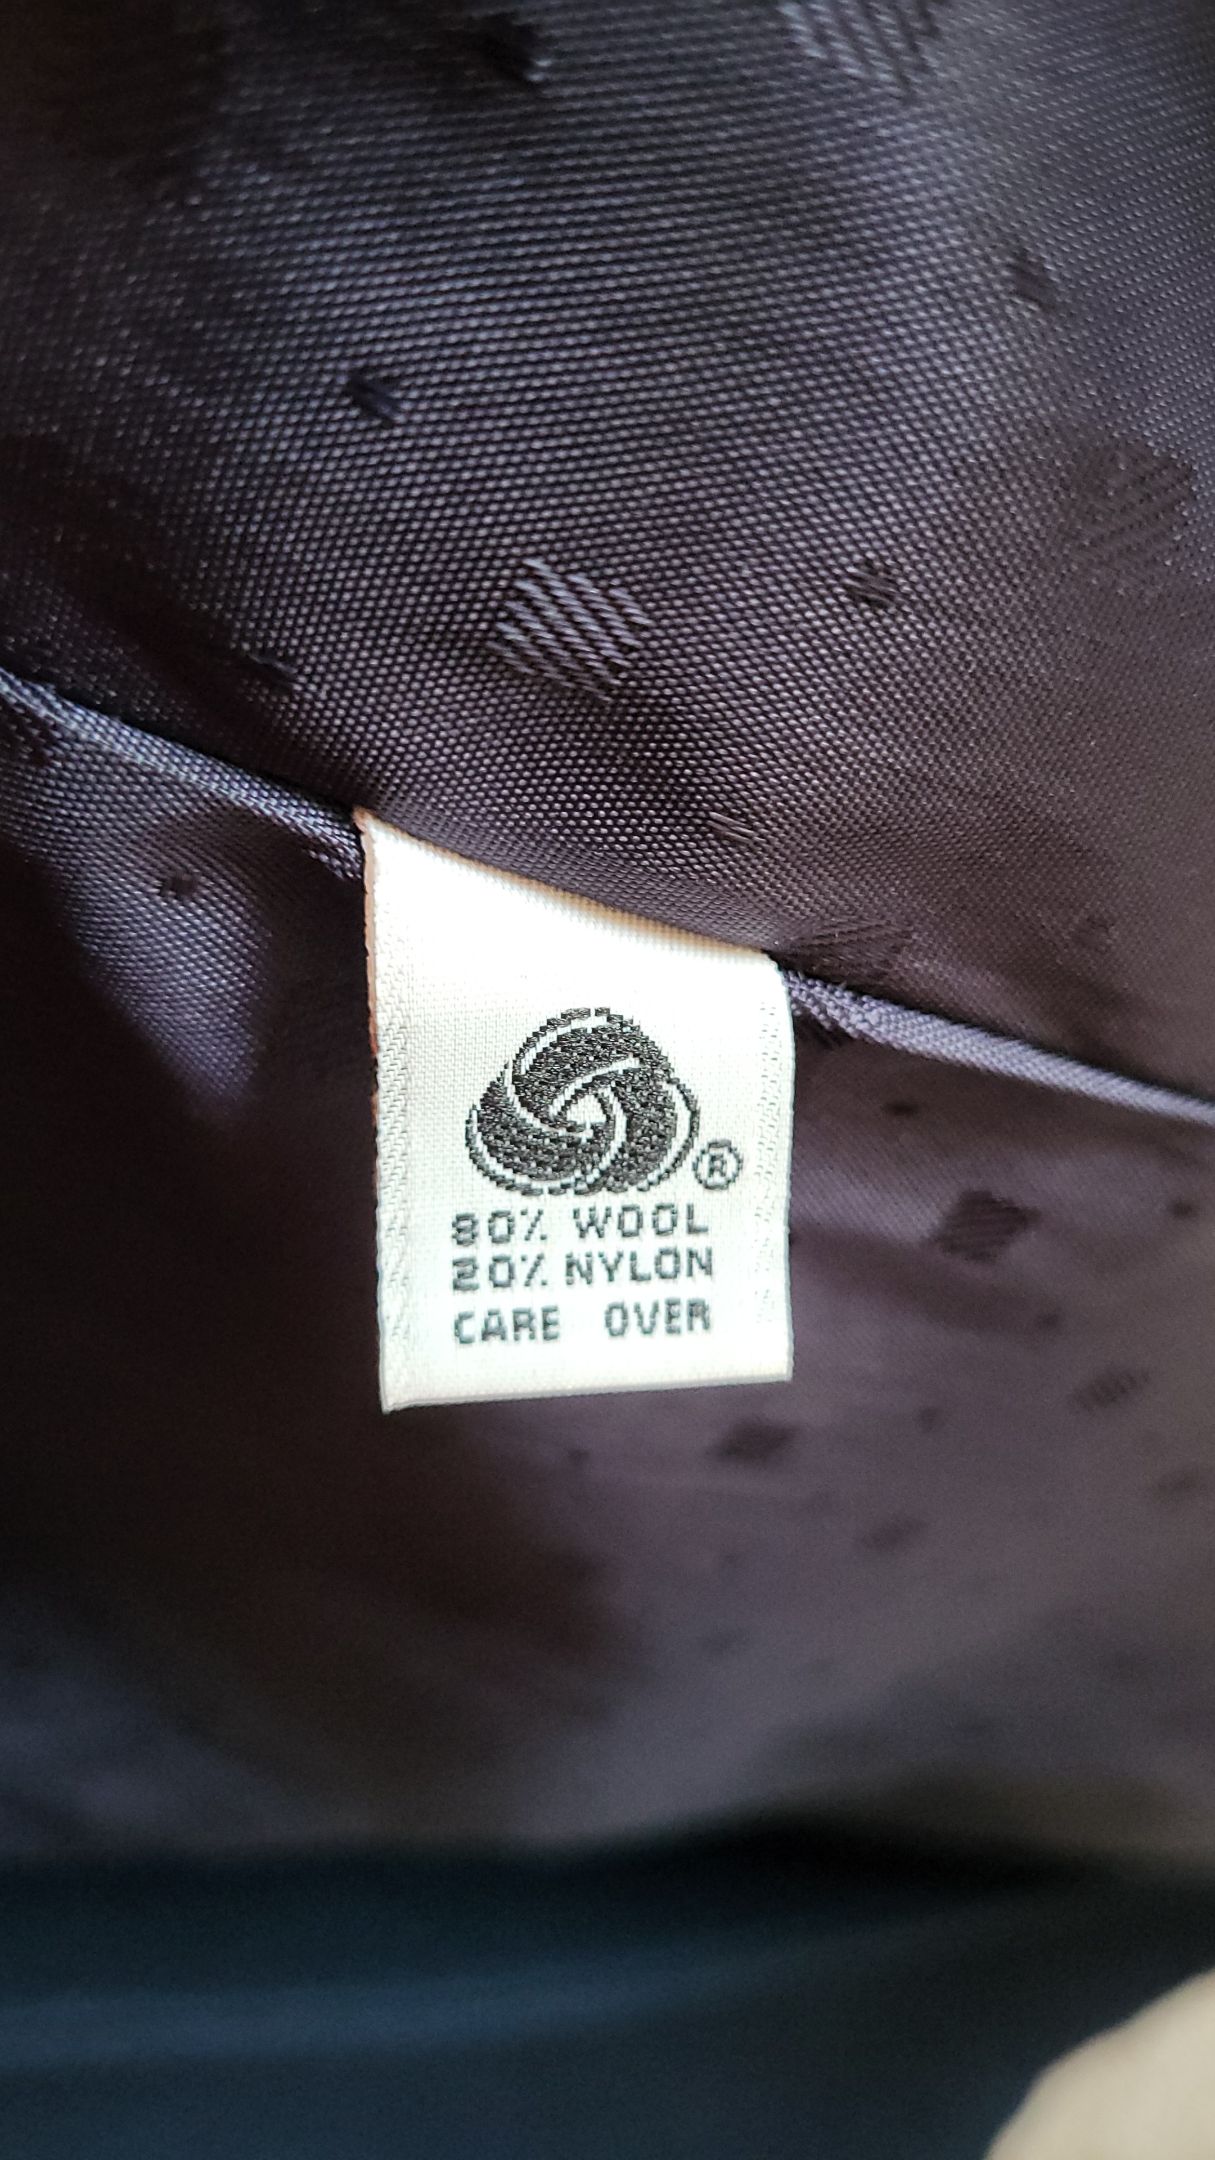 ®
80% WOOL
20% NYLON
CARE OVER